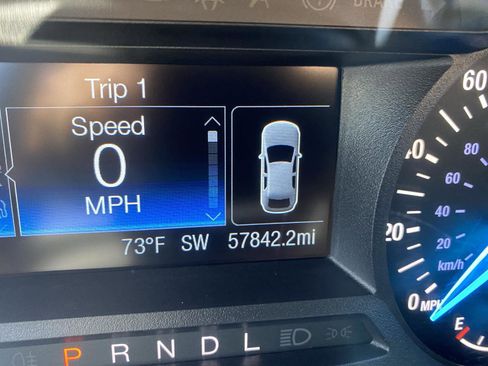 BRAKE
Trip 1
Speed
0
MPH
73°F SW 57842.2mi
60
40
20
0 MPH
80
60
40
20
km/h
E
P R N D L